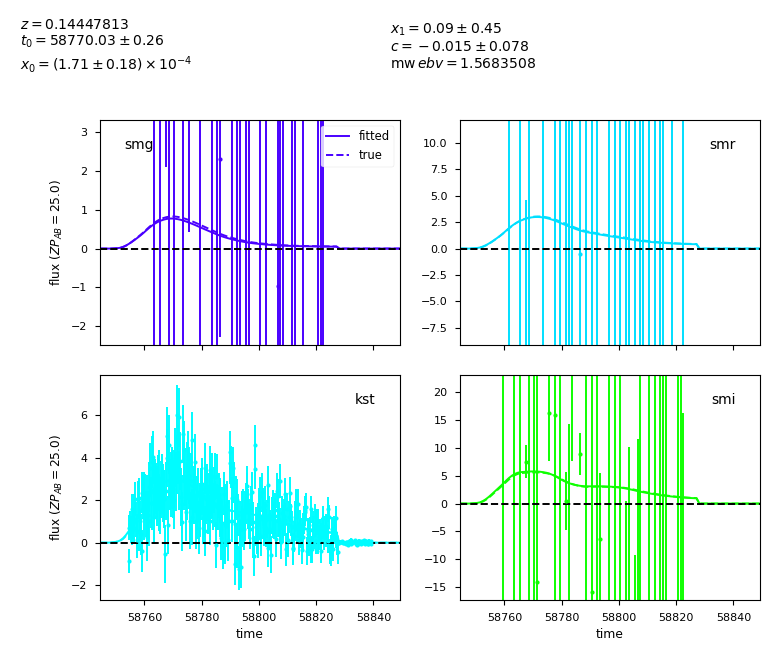 z = 0.14447813
t₀ = 58770.03 ± 0.26
x₀ = (1.71 ± 0.18) × 10⁻⁴
x₁ = 0.09 ± 0.45
c = −0.015 ± 0.078
mw ebv = 1.5683508
smg
fitted
true
3
2
1
0
−1
−2
flux (ZP_AB = 25.0)
smr
10.0
7.5
5.0
2.5
0.0
−2.5
−5.0
−7.5
kst
6
4
2
0
−2
flux (ZP_AB = 25.0)
58760 58780 58800 58820 58840
time
smi
20
15
10
5
0
−5
−10
−15
58760 58780 58800 58820 58840
time